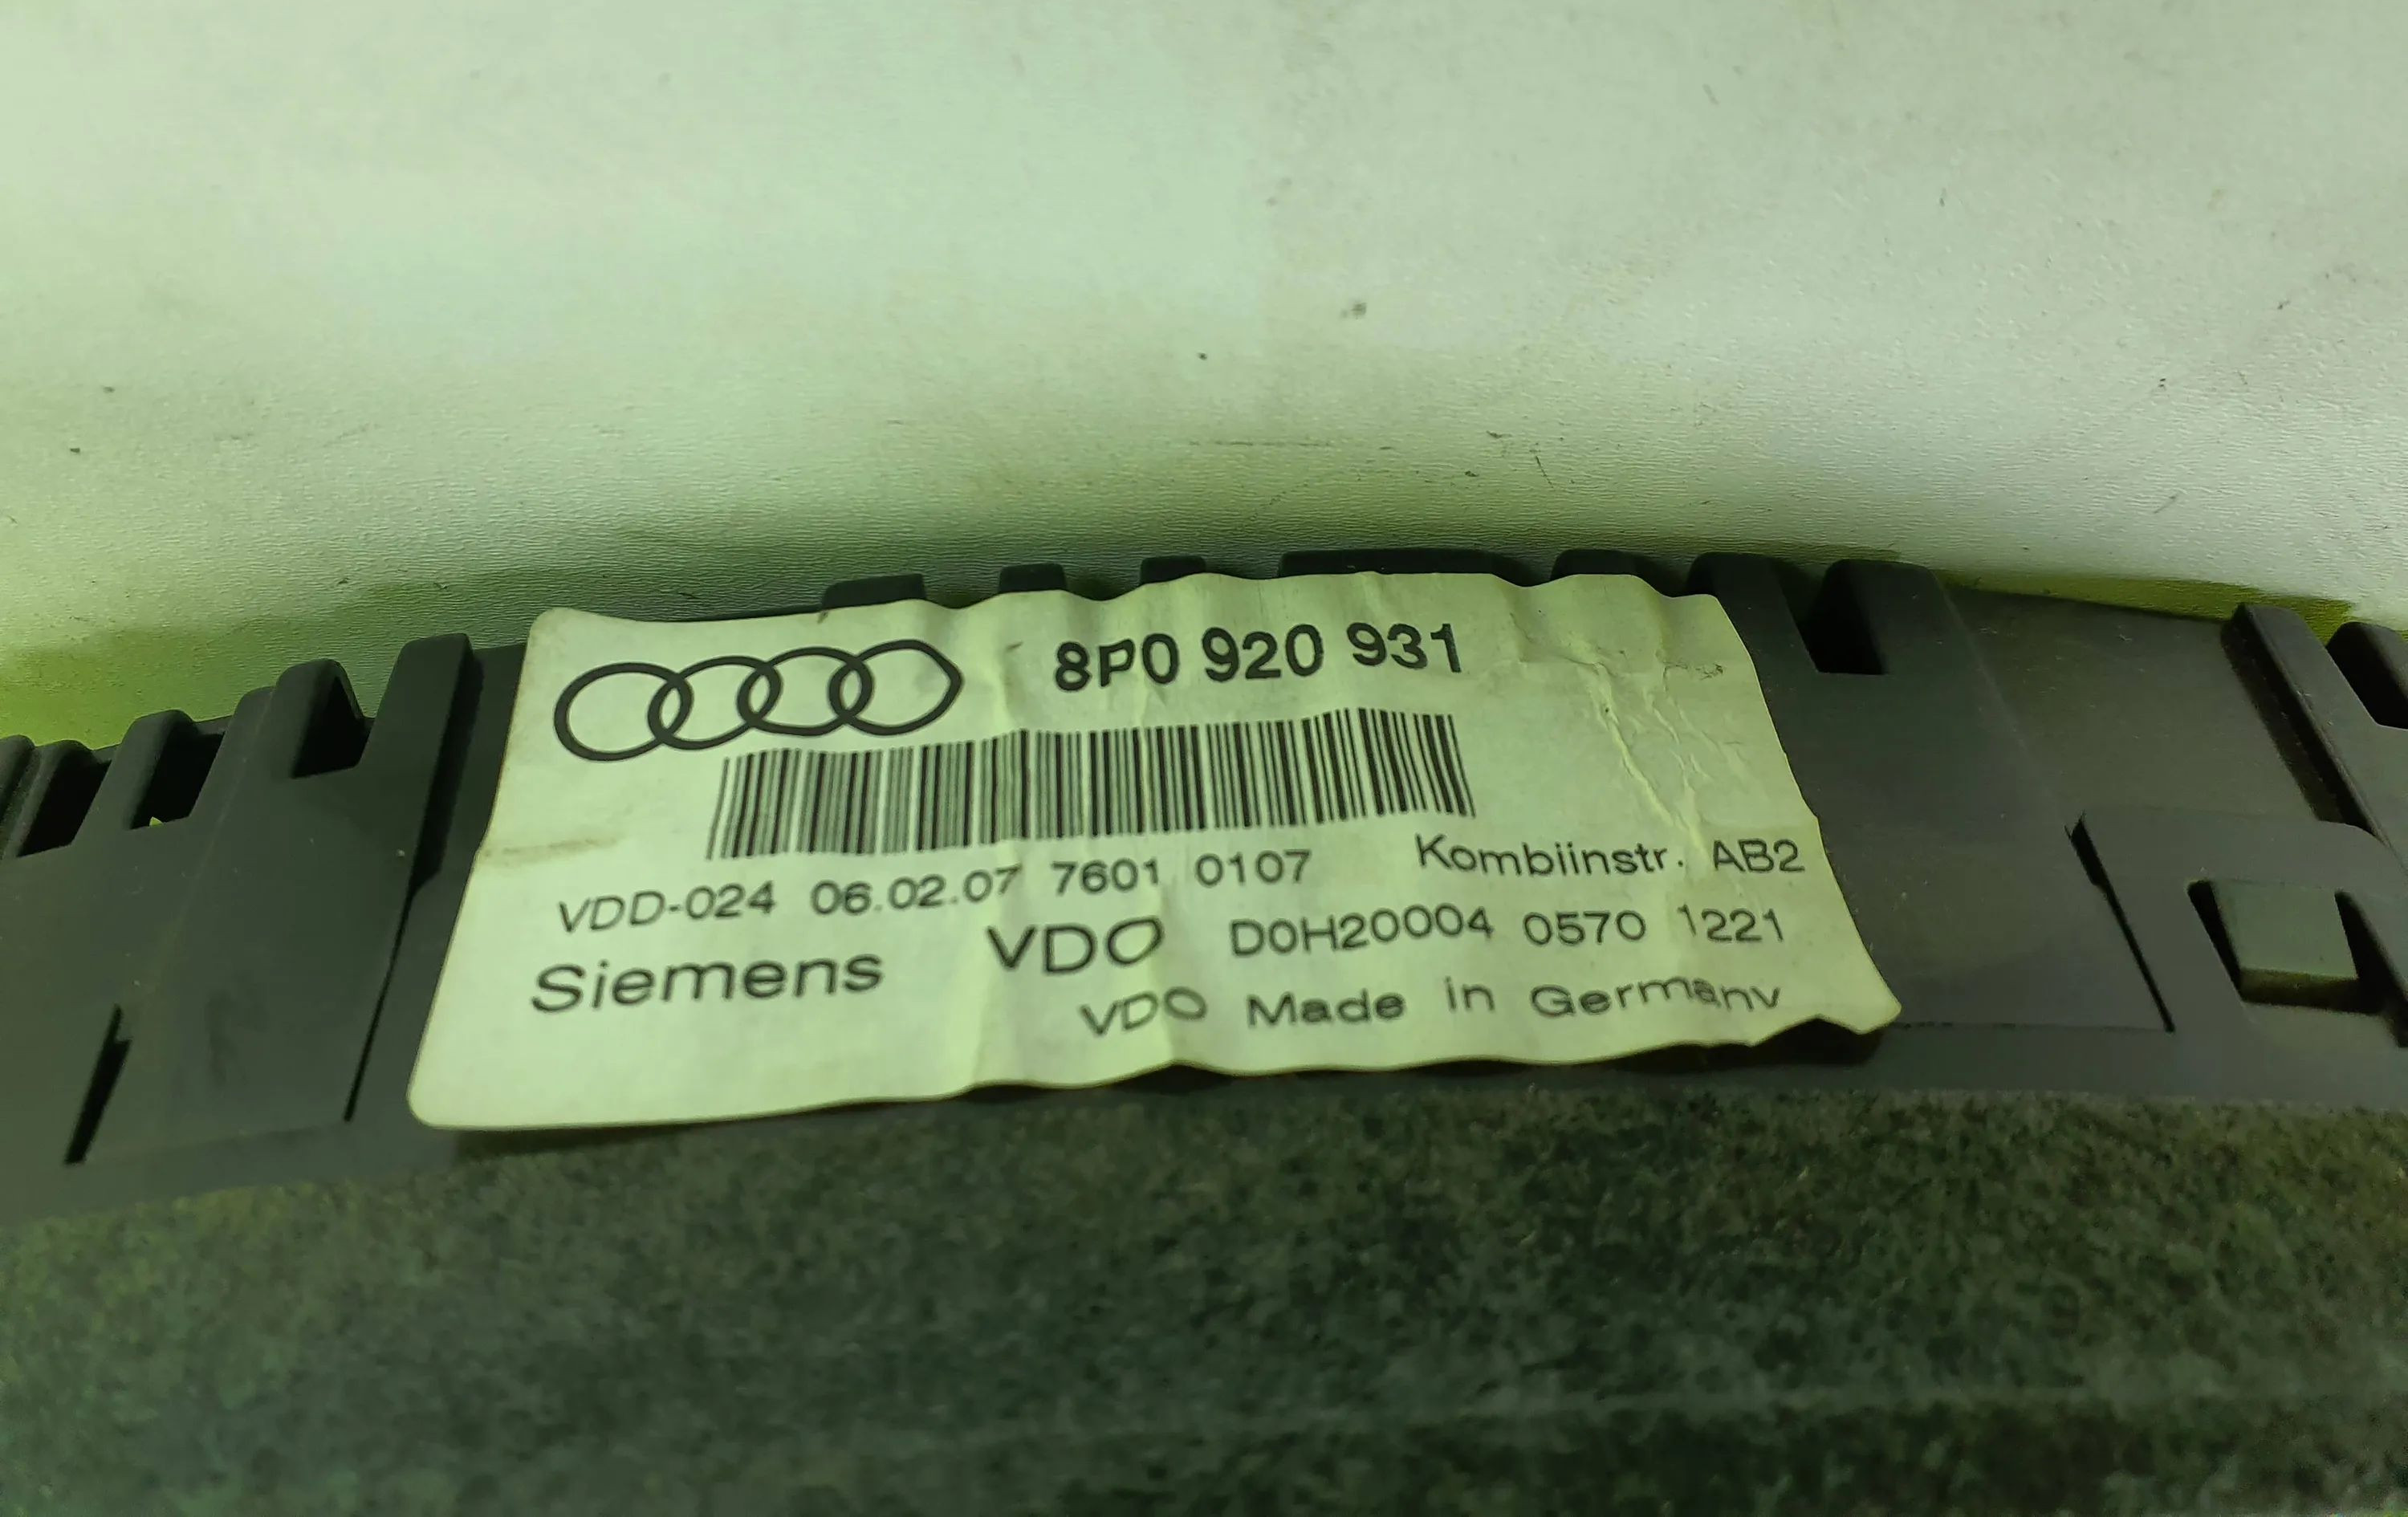 8P0 920 931
VDD-024 06.02.07 7601 0107 Kombiinstr. AB2
Siemens VDO D0H20004 0570 1221
VDO Made in Germany